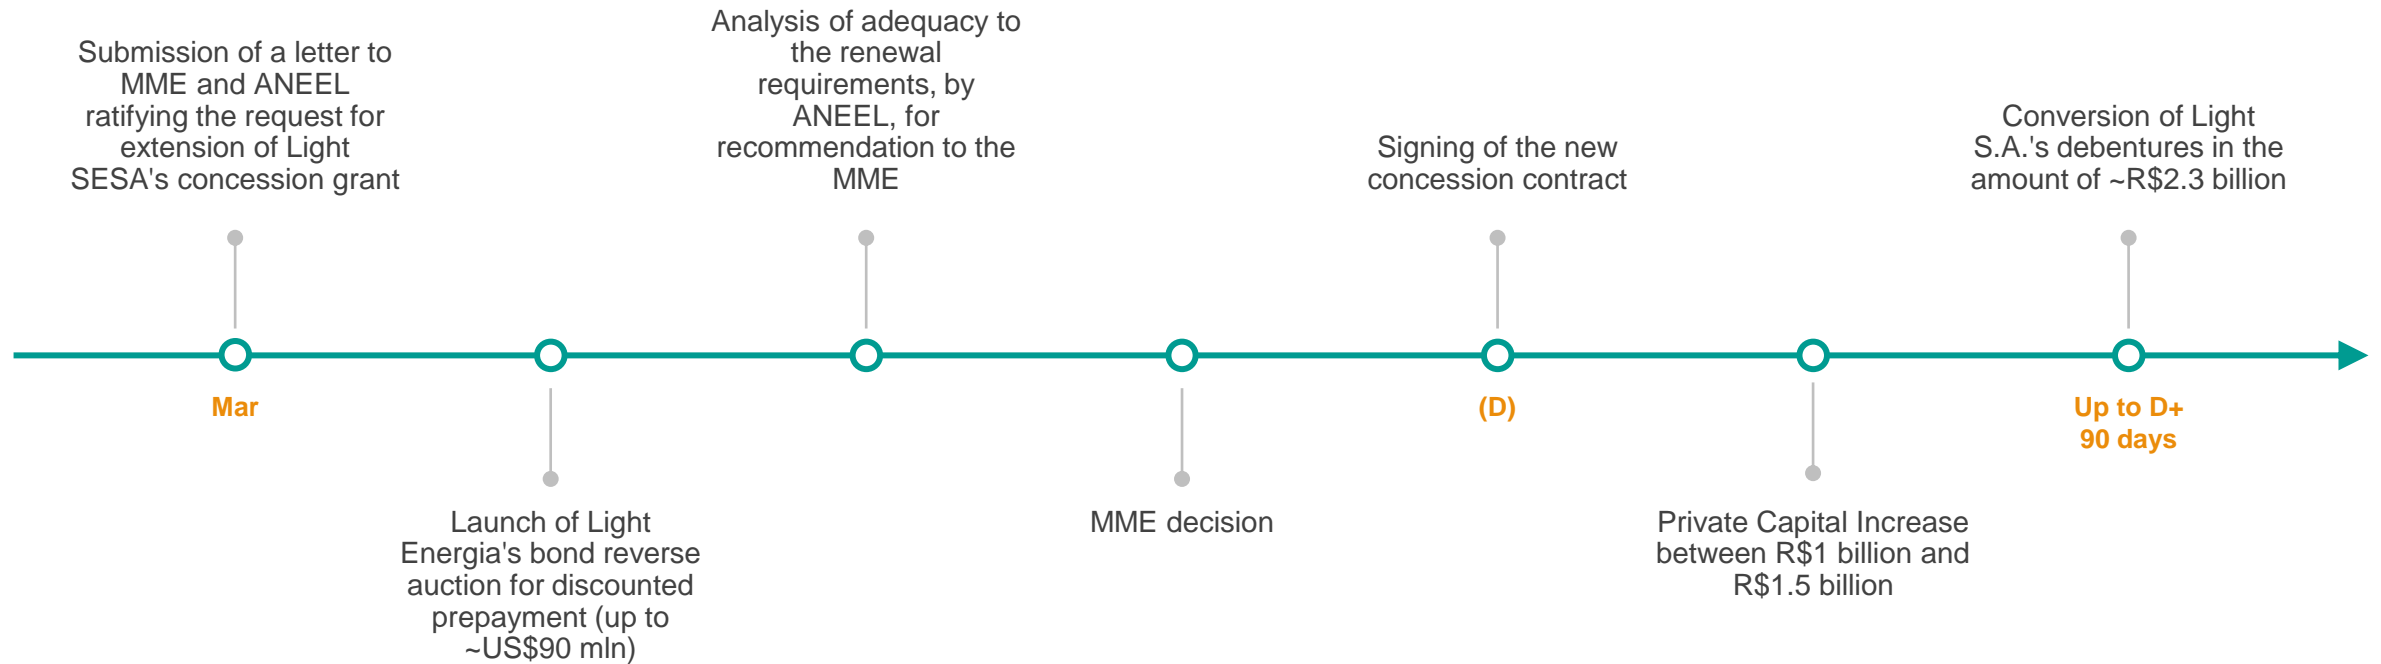 Submission of a letter to
MME and ANEEL
ratifying the request for
extension of Light
SESA's concession grant
Mar
Launch of Light
Energia's bond reverse
auction for discounted
prepayment (up to
~US$90 mln)
Analysis of adequacy to
the renewal
requirements, by
ANEEL, for
recommendation to the
MME
MME decision
Signing of the new
concession contract
(D)
Private Capital Increase
between R$1 billion and
R$1.5 billion
Conversion of Light
S.A.'s debentures in the
amount of ~R$2.3 billion
Up to D+
90 days